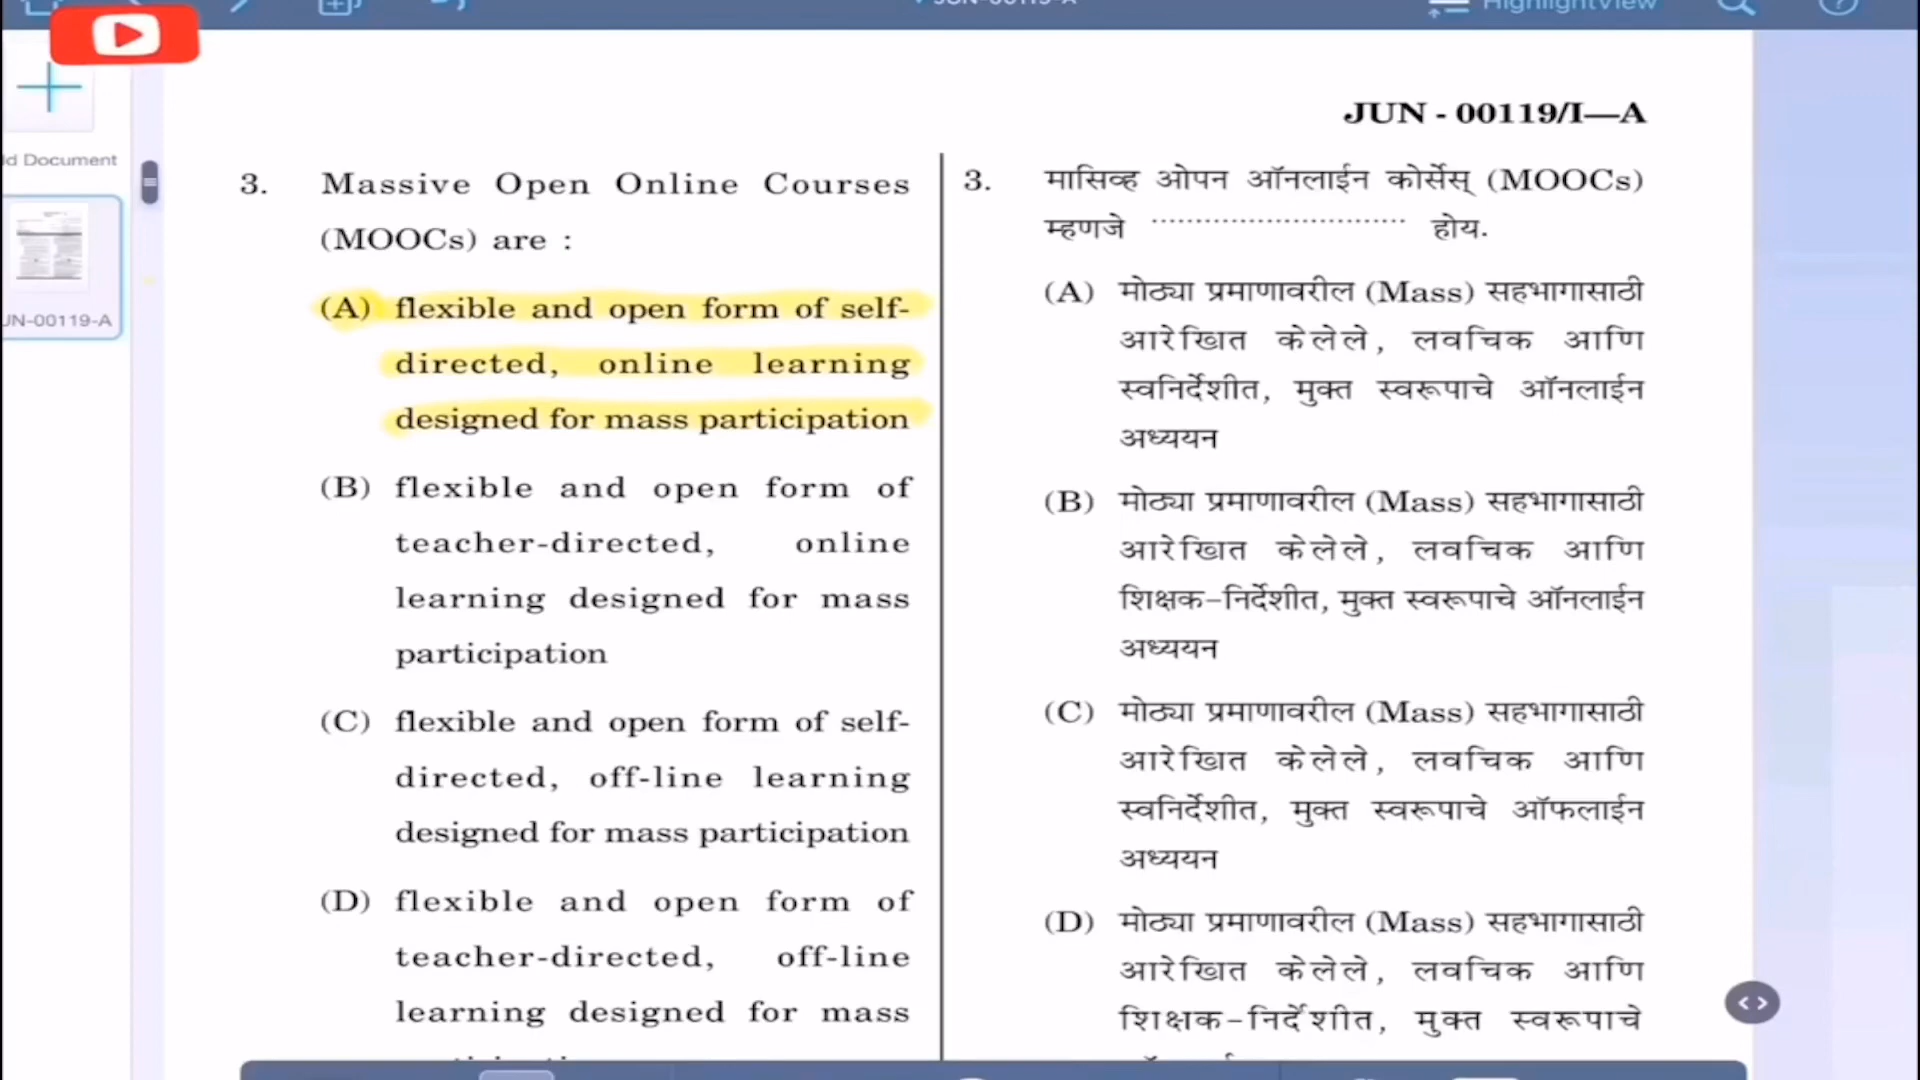 JUN-00119-A
HighlightView
Document
JUN - 00119/I—A
3. Massive Open Online Courses
(MOOCs) are :
(A) flexible and open form of self-
directed, online learning
designed for mass participation
(B) flexible and open form of
teacher-directed, online
learning designed for mass
participation
(C) flexible and open form of self-
directed, off-line learning
designed for mass participation
(D) flexible and open form of
teacher-directed, off-line
learning designed for mass
3. मासिव्ह ओपन ऑनलाईन कोर्सेस् (MOOCs)
म्हणजे .......................... होय.
(A) मोठ्या प्रमाणावरील (Mass) सहभागासाठी
आरेखित केलेले, लवचिक आणि
स्वनिर्देशीत, मुक्त स्वरूपाचे ऑनलाईन
अध्ययन
(B) मोठ्या प्रमाणावरील (Mass) सहभागासाठी
आरेखित केलेले, लवचिक आणि
शिक्षक-निर्देशीत, मुक्त स्वरूपाचे ऑनलाईन
अध्ययन
(C) मोठ्या प्रमाणावरील (Mass) सहभागासाठी
आरेखित केलेले, लवचिक आणि
स्वनिर्देशीत, मुक्त स्वरूपाचे ऑफलाईन
अध्ययन
(D) मोठ्या प्रमाणावरील (Mass) सहभागासाठी
आरेखित केलेले, लवचिक आणि
शिक्षक-निर्देशीत, मुक्त स्वरूपाचे
UN-00119-A